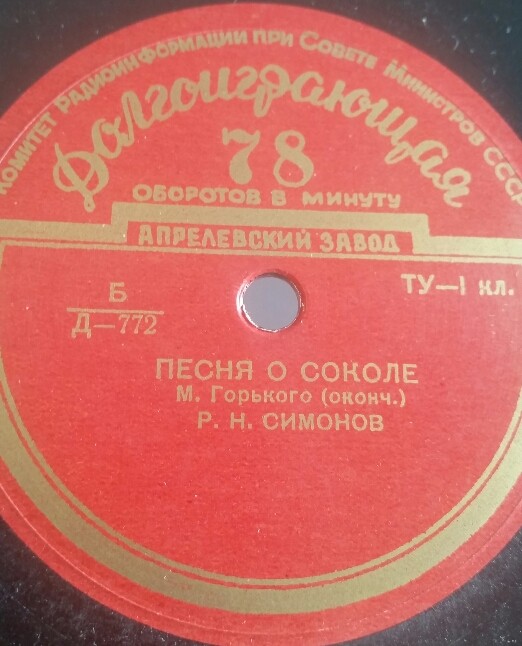 Комитет Радиоинформации при Совете Министров СССР
Долгоиграющая
78
ОБОРОТОВ В МИНУТУ
АПРЕЛЕВСКИЙ ЗАВОД
Б
Д—772
ТУ—1 кл.
ПЕСНЯ О СОКОЛЕ
М. Горького (оконч.)
Р. Н. СИМОНОВ